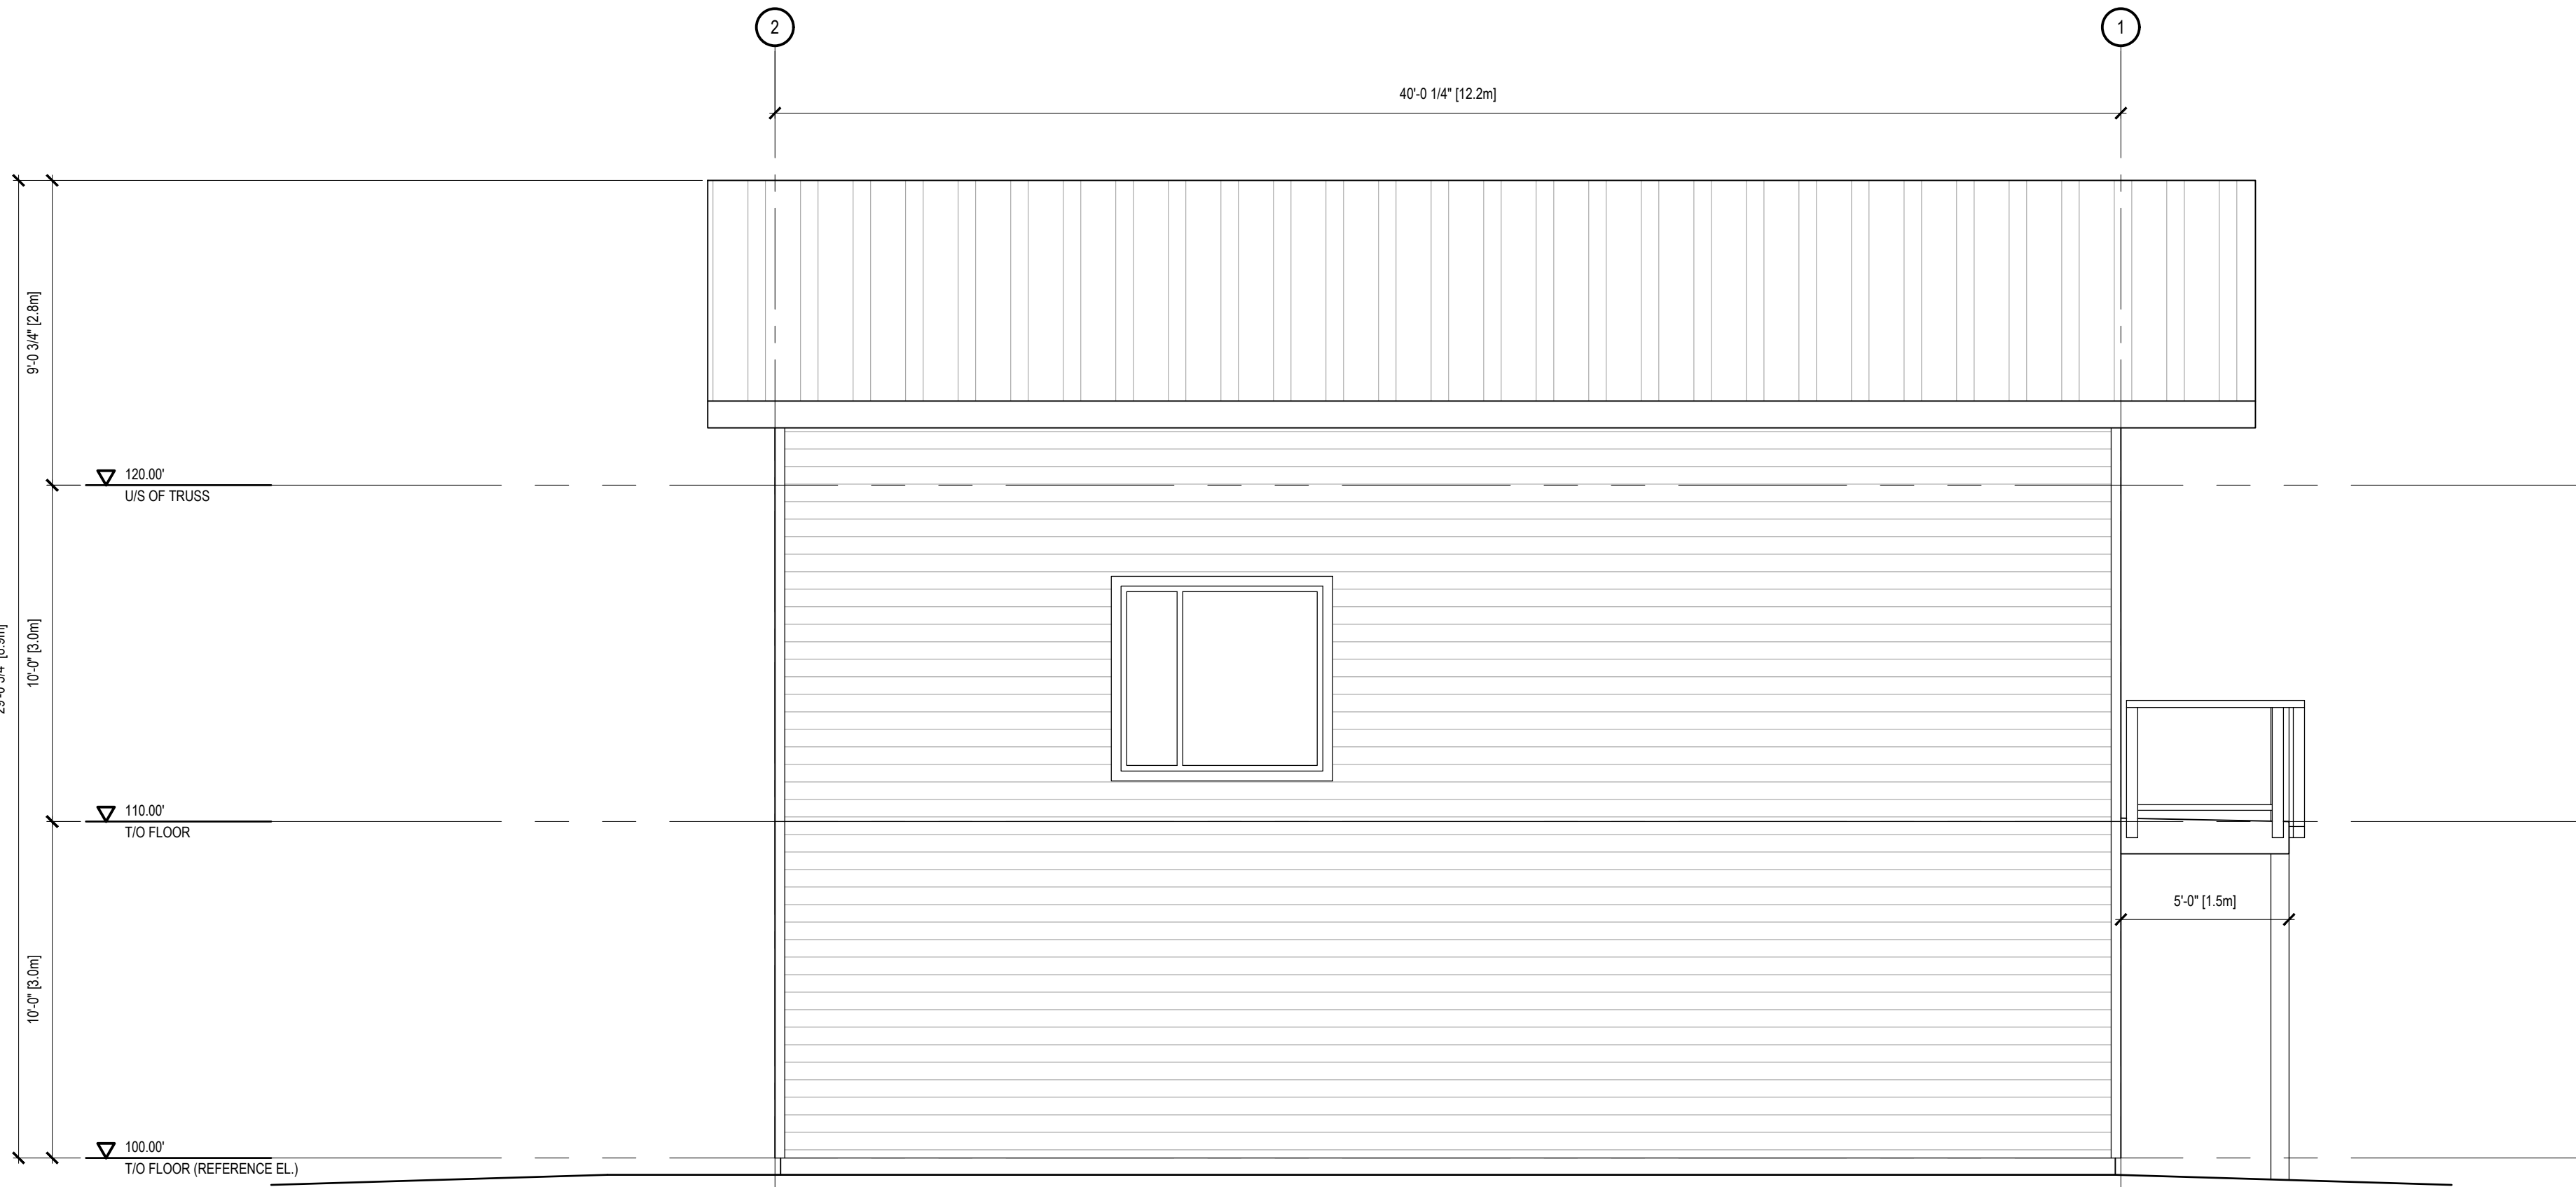 2
1
40'-0 1/4" [12.2m]
9'-0 3/4" [2.8m]
120.00'
U/S OF TRUSS
10'-0" [3.0m]
110.00'
T/O FLOOR
5'-0" [1.5m]
10'-0" [3.0m]
100.00'
T/O FLOOR (REFERENCE EL.)